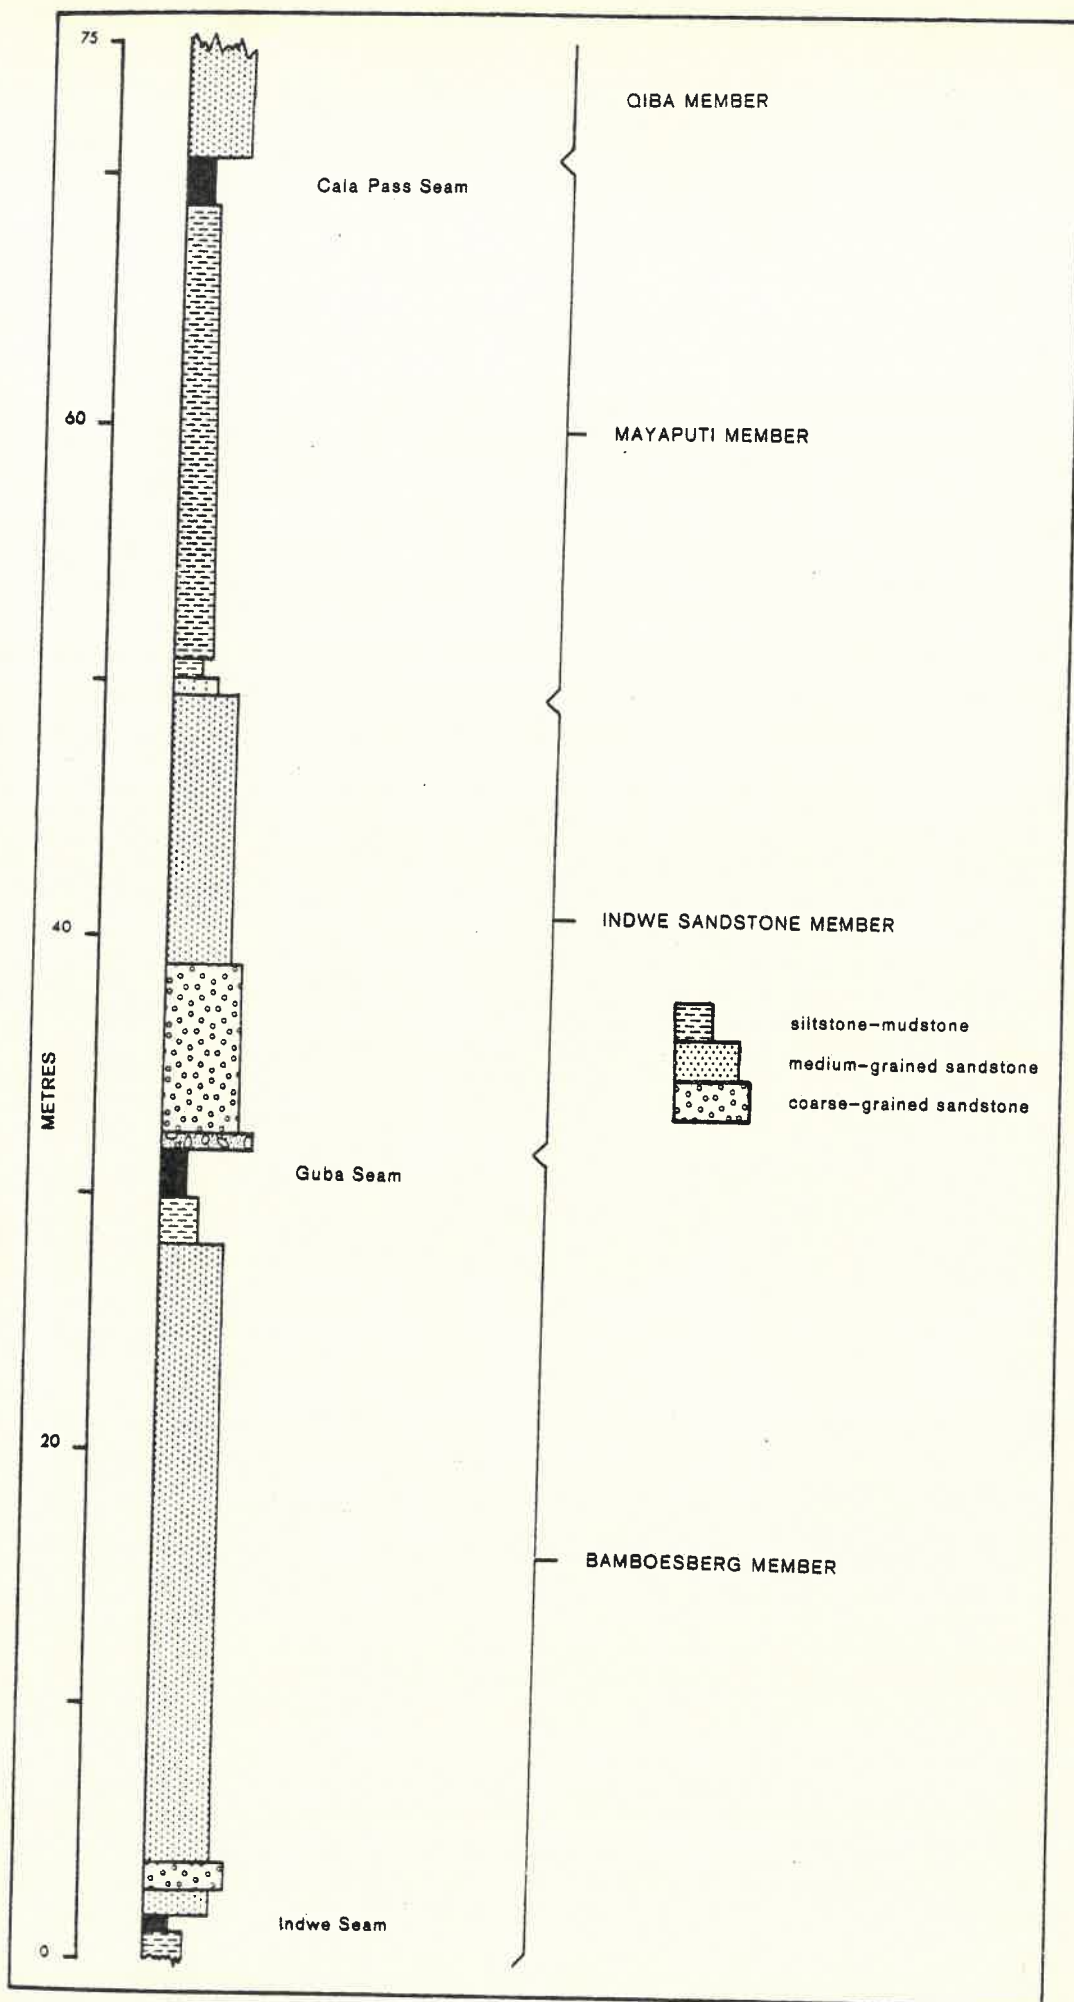 75
QIBA MEMBER
Cala Pass Seam
60
MAYAPUTI MEMBER
40
INDWE SANDSTONE MEMBER
siltstone-mudstone
medium-grained sandstone
coarse-grained sandstone
METRES
Guba Seam
20
BAMBOESBERG MEMBER
Indwe Seam
0